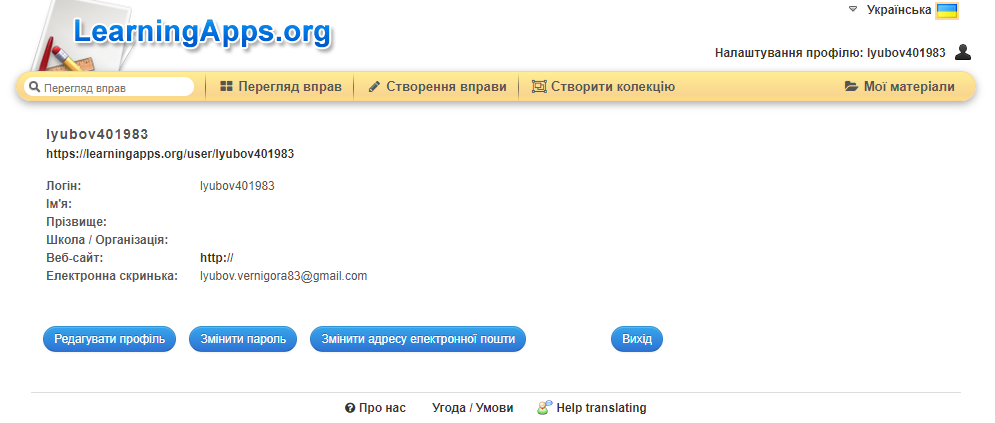 LearningApps.org
Українська
Налаштування профілю: lyubov401983
Перегляд вправ
Перегляд вправ
Створення вправи
Створити колекцію
Мої матеріали
lyubov401983
https://learningapps.org/user/lyubov401983
Логін: lyubov401983
Ім'я:
Прізвище:
Школа / Організація:
Веб-сайт: http://
Електронна скринька: lyubov.vernigora83@gmail.com
Редагувати профіль
Змінити пароль
Змінити адресу електронної пошти
Вихід
Про нас
Угода / Умови
Help translating